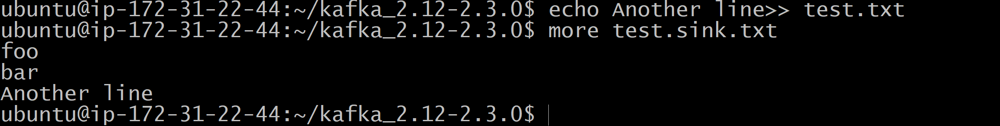 ubuntu@ip-172-31-22-44:~/kafka_2.12-2.3.0$ echo Another line>> test.txt
ubuntu@ip-172-31-22-44:~/kafka_2.12-2.3.0$ more test.sink.txt
foo
bar
Another line
ubuntu@ip-172-31-22-44:~/kafka_2.12-2.3.0$